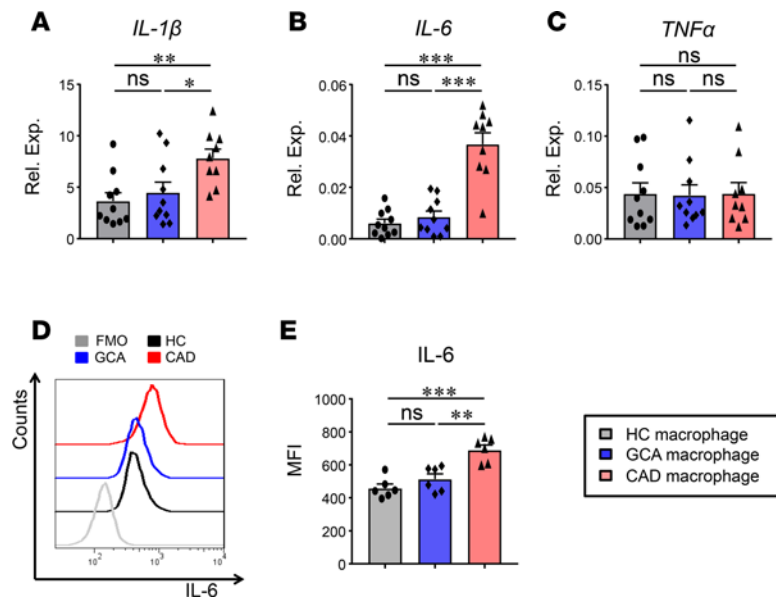 A
IL-1β
**
ns
*
Rel. Exp.
15
10
5
0
B
IL-6
***
ns
***
Rel. Exp.
0.06
0.04
0.02
0.00
C
TNFα
ns
ns
ns
Rel. Exp.
0.15
0.10
0.05
0.00
D
FMO
HC
GCA
CAD
Counts
10²
10³
10⁴
IL-6
E
IL-6
***
ns
**
MFI
1000
800
600
400
200
0
HC macrophage
GCA macrophage
CAD macrophage